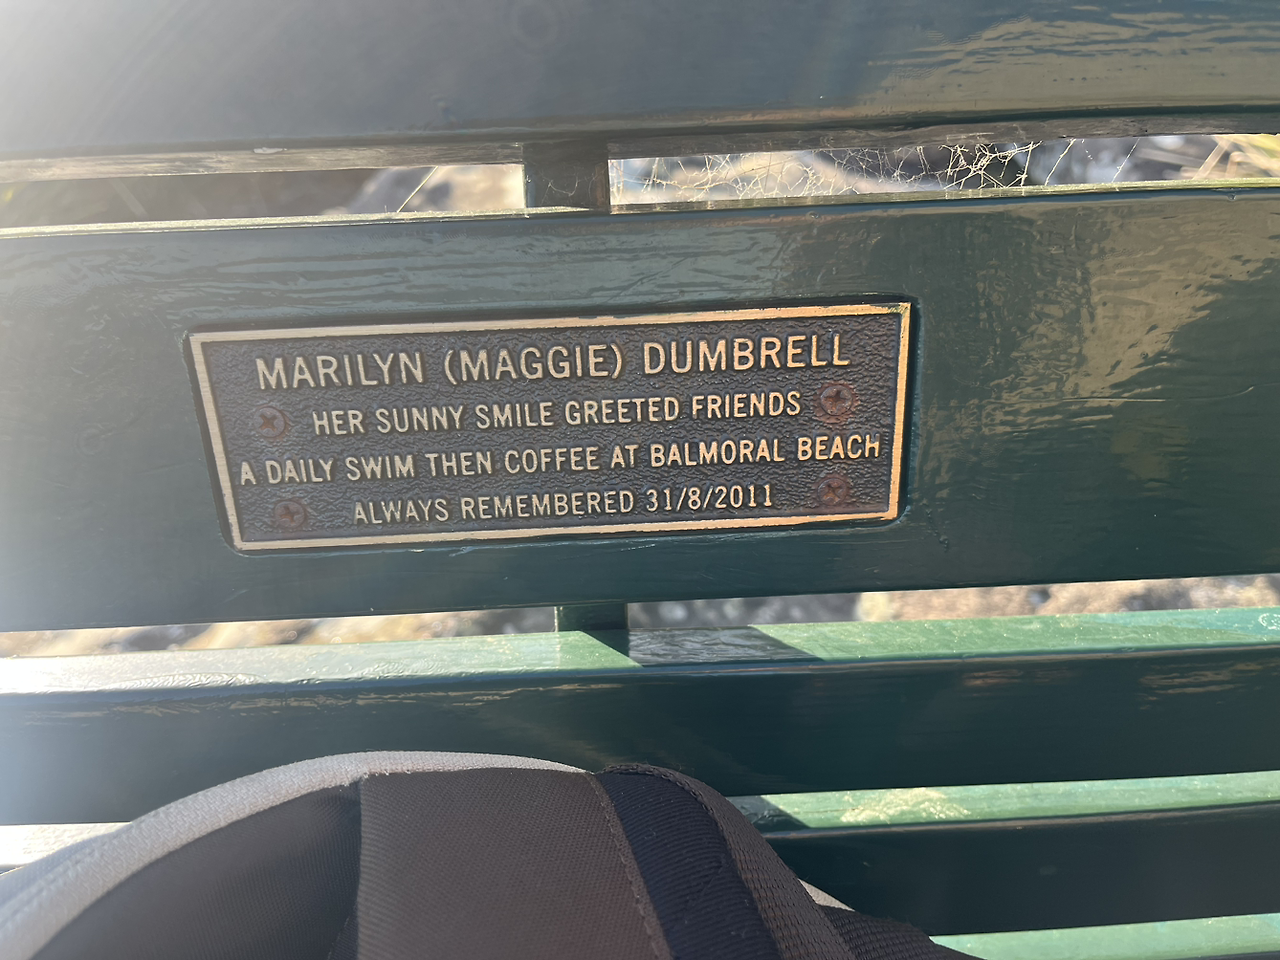 MARILYN (MAGGIE) DUMBRELL
HER SUNNY SMILE GREETED FRIENDS
A DAILY SWIM THEN COFFEE AT BALMORAL BEACH
ALWAYS REMEMBERED 31/8/2011